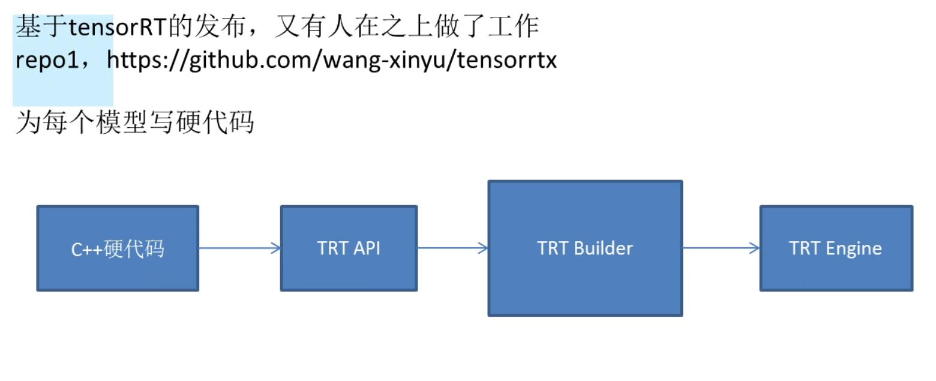 基于tensorRT的发布，又有人在之上做了工作
repo1，https://github.com/wang-xinyu/tensorrtx
为每个模型写硬代码
C++硬代码
TRT API
TRT Builder
TRT Engine